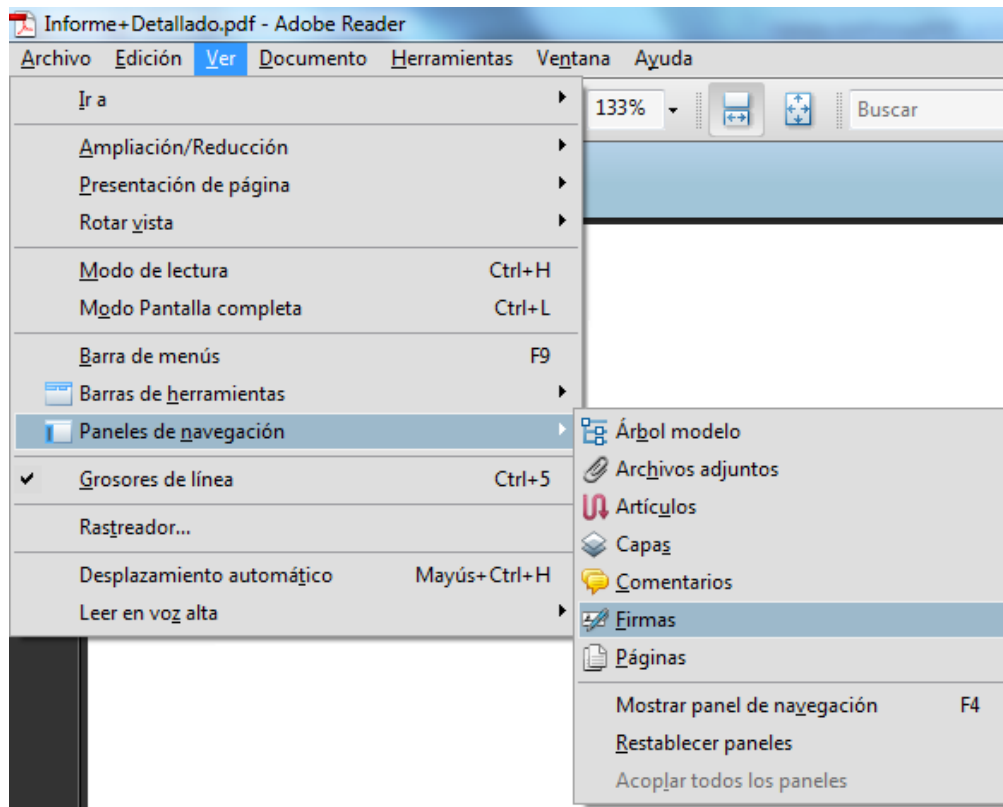 Informe+Detallado.pdf - Adobe Reader
Archivo Edición Ver Documento Herramientas Ventana Ayuda
133% Buscar
Ir a
Ampliación/Reducción
Presentación de página
Rotar vista
Modo de lectura Ctrl+H
Modo Pantalla completa Ctrl+L
Barra de menús F9
Barras de herramientas
Paneles de navegación
Grosores de línea Ctrl+5
Rastreador...
Desplazamiento automático Mayús+Ctrl+H
Leer en voz alta
Árbol modelo
Archivos adjuntos
Artículos
Capas
Comentarios
Firmas
Páginas
Mostrar panel de navegación F4
Restablecer paneles
Acoplar todos los paneles